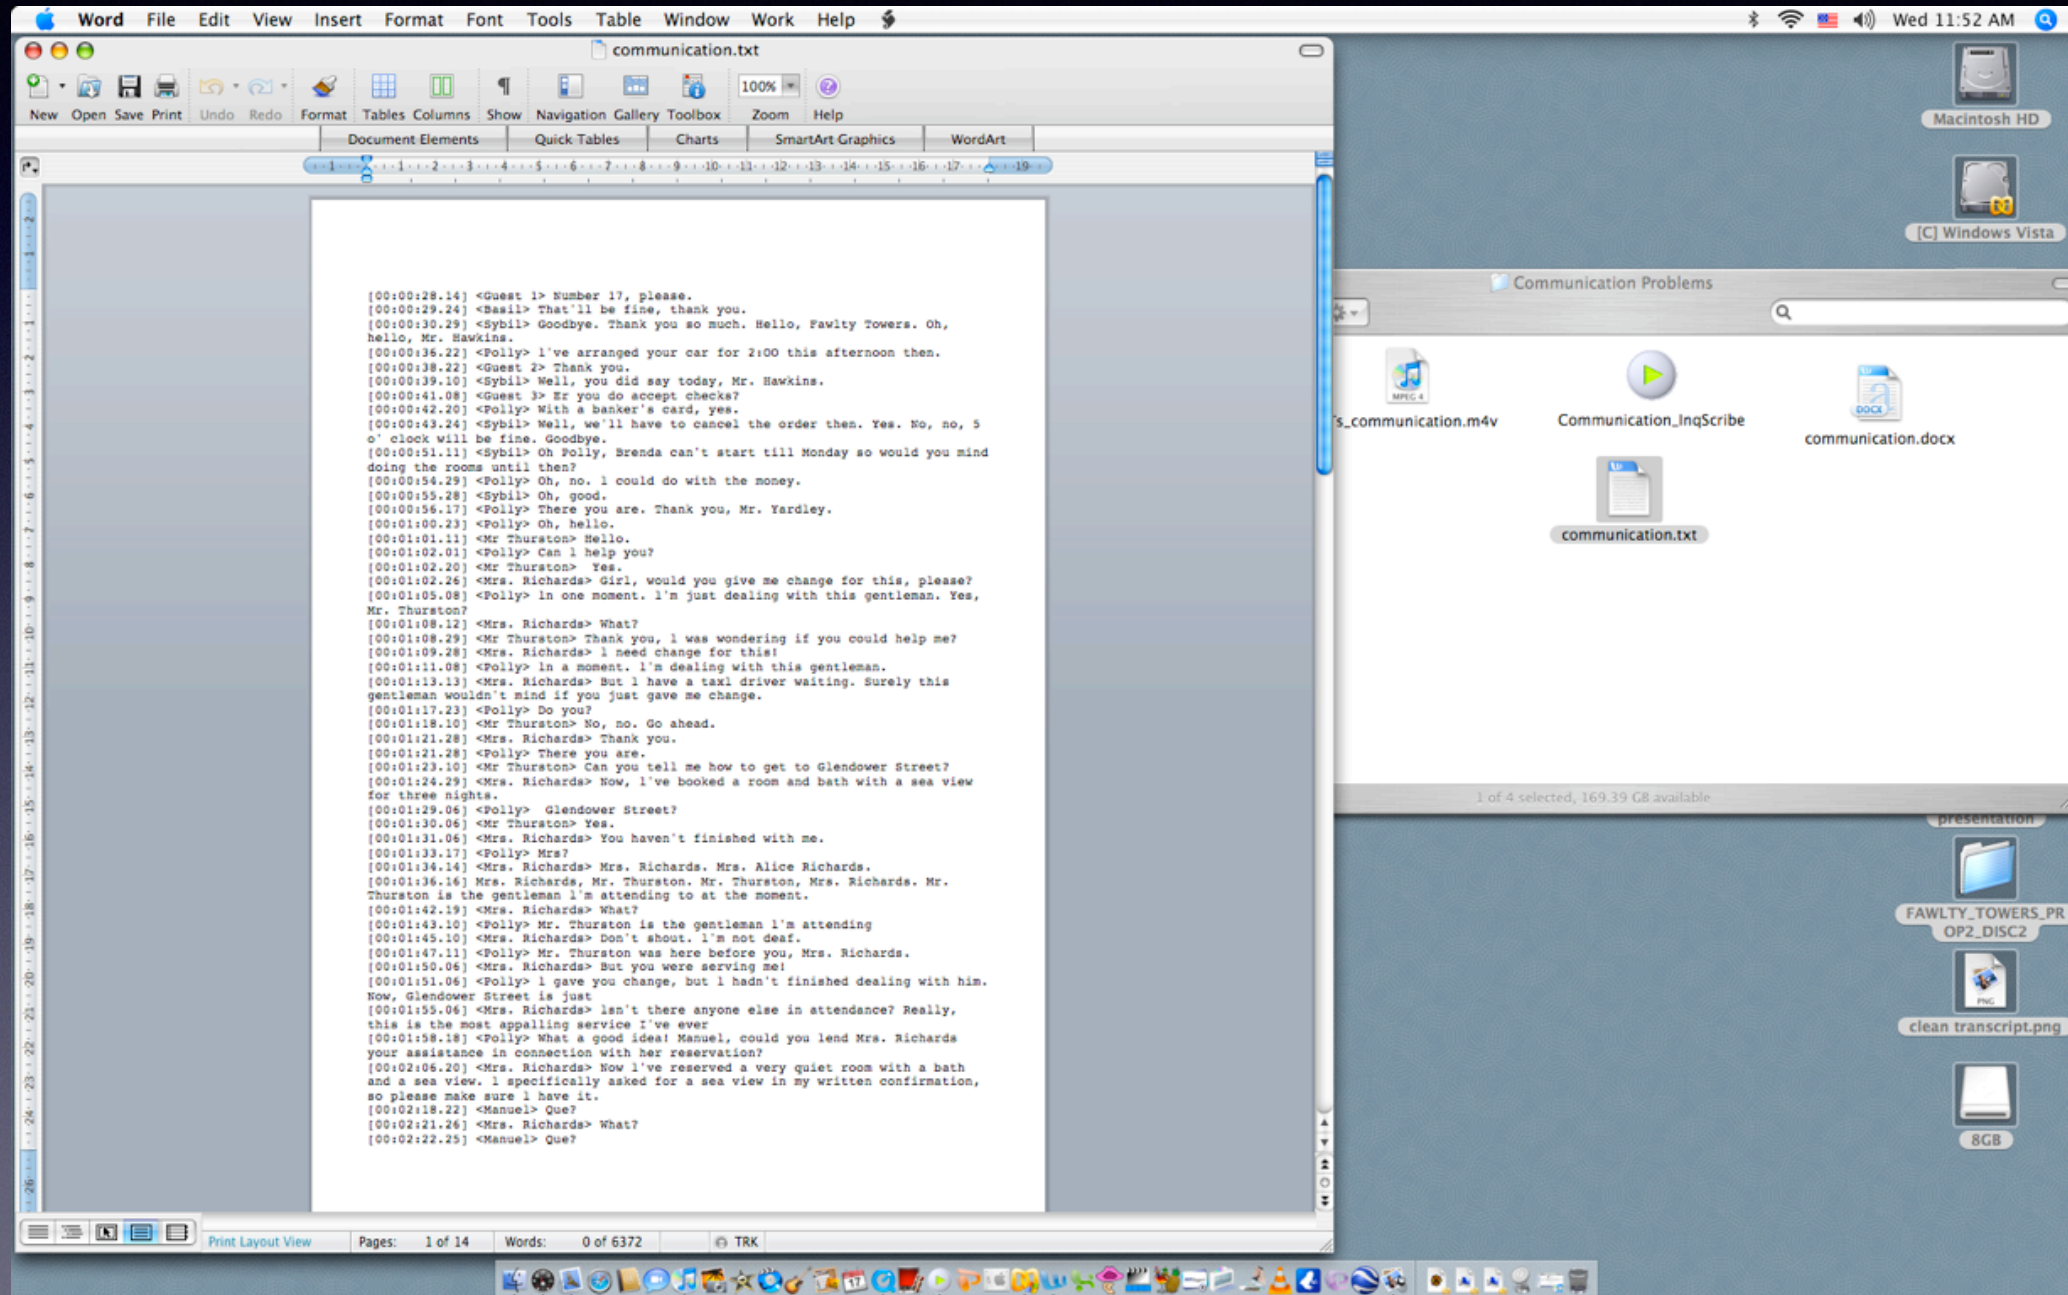 Word File Edit View Insert Format Font Tools Table Window Work Help
Wed 11:52 AM
communication.txt
100%
New Open Save Print Undo Redo Format Tables Columns Show Navigation Gallery Toolbox Zoom Help
Document Elements Quick Tables Charts SmartArt Graphics WordArt
[00:00:28.14] <Guest 1> Number 17, please.
[00:00:29.24] <Basil> That'll be fine, thank you.
[00:00:30.29] <Sybil> Goodbye. Thank you so much. Hello, Fawlty Towers. Oh,
hello, Mr. Hawkins.
[00:00:36.22] <Polly> l've arranged your car for 2:00 this afternoon then.
[00:00:38.22] <Guest 2> Thank you.
[00:00:39.10] <Sybil> Well, you did say today, Mr. Hawkins.
[00:00:41.08] <Guest 3> Er you do accept checks?
[00:00:42.20] <Polly> With a banker's card, yes.
[00:00:43.24] <Sybil> Well, we'll have to cancel the order then. Yes. No, no, 5
o' clock will be fine. Goodbye.
[00:00:51.11] <Sybil> Oh Polly, Brenda can't start till Monday so would you mind
doing the rooms until then?
[00:00:54.29] <Polly> Oh, no. l could do with the money.
[00:00:55.28] <Sybil> Oh, good.
[00:00:56.17] <Polly> There you are. Thank you, Mr. Yardley.
[00:01:00.23] <Polly> Oh, hello.
[00:01:01.11] <Mr Thurston> Hello.
[00:01:02.01] <Polly> Can l help you?
[00:01:02.20] <Mr Thurston>  Yes.
[00:01:02.26] <Mrs. Richards> Girl, would you give me change for this, please?
[00:01:05.08] <Polly> ln one moment. l'm just dealing with this gentleman. Yes,
Mr. Thurston?
[00:01:08.12] <Mrs. Richards> What?
[00:01:08.29] <Mr Thurston> Thank you, l was wondering if you could help me?
[00:01:09.28] <Mrs. Richards> l need change for this!
[00:01:11.08] <Polly> ln a moment. l'm dealing with this gentleman.
[00:01:13.13] <Mrs. Richards> But l have a taxl driver waiting. Surely this
gentleman wouldn't mind if you just gave me change.
[00:01:17.23] <Polly> Do you?
[00:01:18.10] <Mr Thurston> No, no. Go ahead.
[00:01:21.28] <Mrs. Richards> Thank you.
[00:01:21.28] <Polly> There you are.
[00:01:23.10] <Mr Thurston> Can you tell me how to get to Glendower Street?
[00:01:24.29] <Mrs. Richards> Now, l've booked a room and bath with a sea view
for three nights.
[00:01:29.06] <Polly>  Glendower Street?
[00:01:30.06] <Mr Thurston> Yes.
[00:01:31.06] <Mrs. Richards> You haven't finished with me.
[00:01:33.17] <Polly> Mrs?
[00:01:34.14] <Mrs. Richards> Mrs. Richards. Mrs. Alice Richards.
[00:01:36.16] Mrs. Richards, Mr. Thurston. Mr. Thurston, Mrs. Richards. Mr.
Thurston is the gentleman l'm attending to at the moment.
[00:01:42.19] <Mrs. Richards> What?
[00:01:43.10] <Polly> Mr. Thurston is the gentleman l'm attending
[00:01:45.10] <Mrs. Richards> Don't shout. l'm not deaf.
[00:01:47.11] <Polly> Mr. Thurston was here before you, Mrs. Richards.
[00:01:50.06] <Mrs. Richards> But you were serving me!
[00:01:51.06] <Polly> l gave you change, but l hadn't finished dealing with him.
Now, Glendower Street is just
[00:01:55.06] <Mrs. Richards> lsn't there anyone else in attendance? Really,
this is the most appalling service I've ever
[00:01:58.18] <Polly> What a good idea! Manuel, could you lend Mrs. Richards
your assistance in connection with her reservation?
[00:02:06.20] <Mrs. Richards> Now l've reserved a very quiet room with a bath
and a sea view. l specifically asked for a sea view in my written confirmation,
so please make sure l have it.
[00:02:18.22] <Manuel> Que?
[00:02:21.26] <Mrs. Richards> What?
[00:02:22.25] <Manuel> Que?
Print Layout View Pages: 1 of 14 Words: 0 of 6372 TRK
Macintosh HD
[C] Windows Vista
Communication Problems
MPEG 4
s_communication.m4v
Communication_InqScribe
DOCX
communication.docx
communication.txt
1 of 4 selected, 169.39 GB available
presentation
FAWLTY_TOWERS_PR
OP2_DISC2
PNG
clean transcript.png
8GB
17